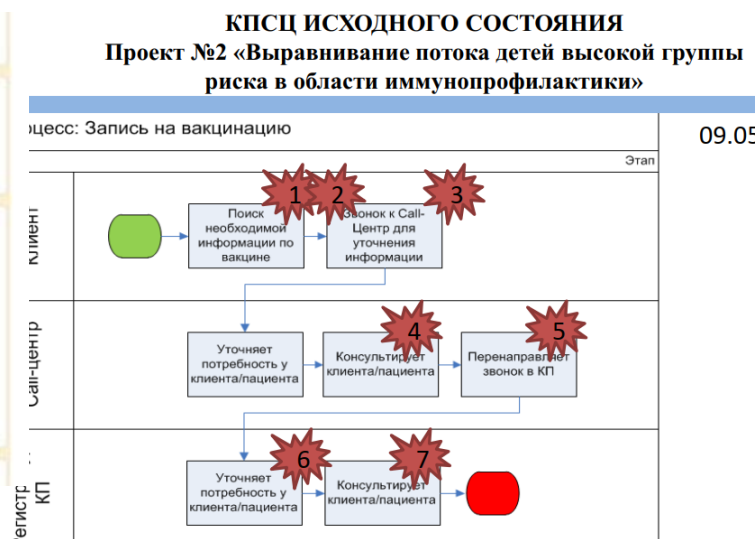 КПСЦ ИСХОДНОГО СОСТОЯНИЯ
Проект №2 «Выравнивание потока детей высокой группы
риска в области иммунопрофилактики»
оцесс: Запись на вакцинацию
09.05
Этап
Клиент
1
2
3
Поиск
необходимой
информации по
вакцине
Звонок к Call-
Центр для
уточнения
информации
Call-центр
4
5
Уточняет
потребность у
клиента/пациента
Консультирует
клиента/пациента
Перенаправляет
звонок в КП
егистр
КП
6
7
Уточняет
потребность у
клиента/пациента
Консультирует
клиента/пациента